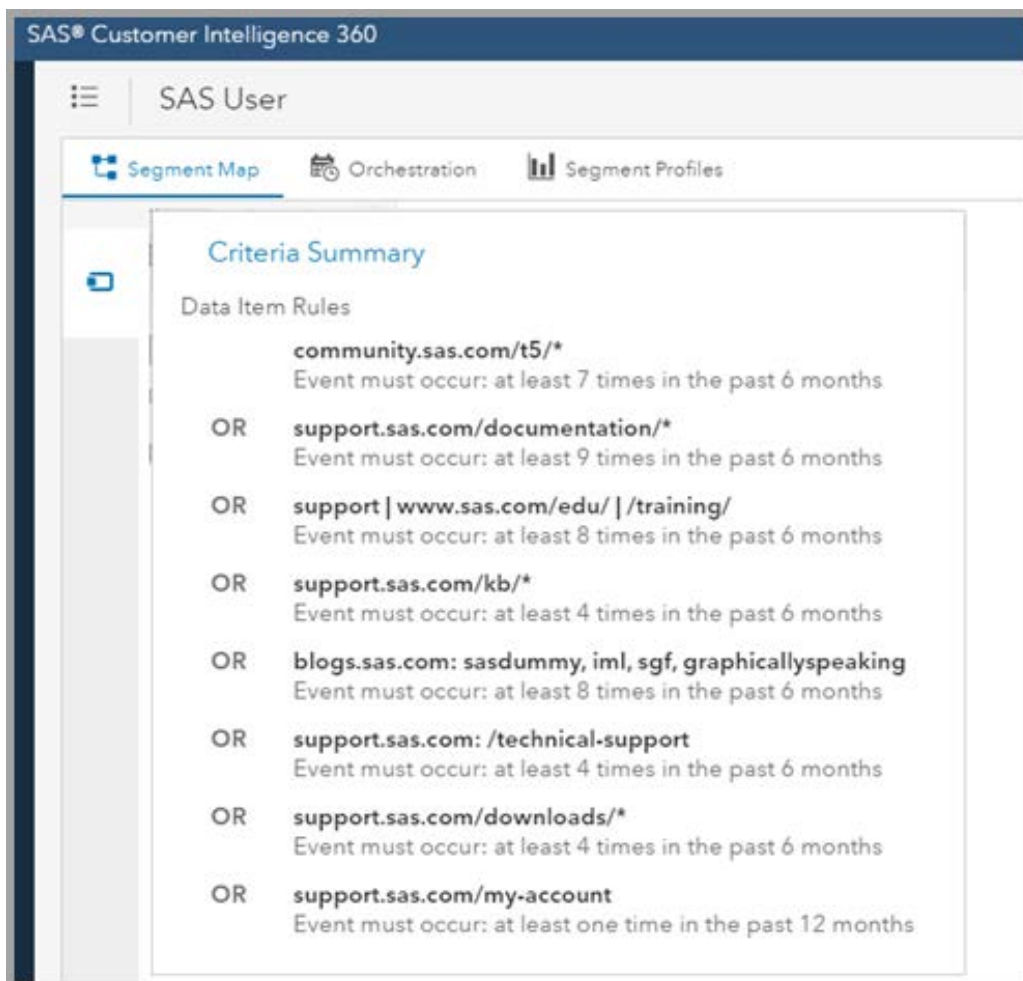 SAS® Customer Intelligence 360
SAS User
Segment Map Orchestration Segment Profiles
Criteria Summary
Data Item Rules
community.sas.com/t5/*
Event must occur: at least 7 times in the past 6 months
OR support.sas.com/documentation/*
Event must occur: at least 9 times in the past 6 months
OR support | www.sas.com/edu/ | /training/
Event must occur: at least 8 times in the past 6 months
OR support.sas.com/kb/*
Event must occur: at least 4 times in the past 6 months
OR blogs.sas.com: sasdummy, iml, sgf, graphicallyspeaking
Event must occur: at least 8 times in the past 6 months
OR support.sas.com: /technical-support
Event must occur: at least 4 times in the past 6 months
OR support.sas.com/downloads/*
Event must occur: at least 4 times in the past 6 months
OR support.sas.com/my-account
Event must occur: at least one time in the past 12 months